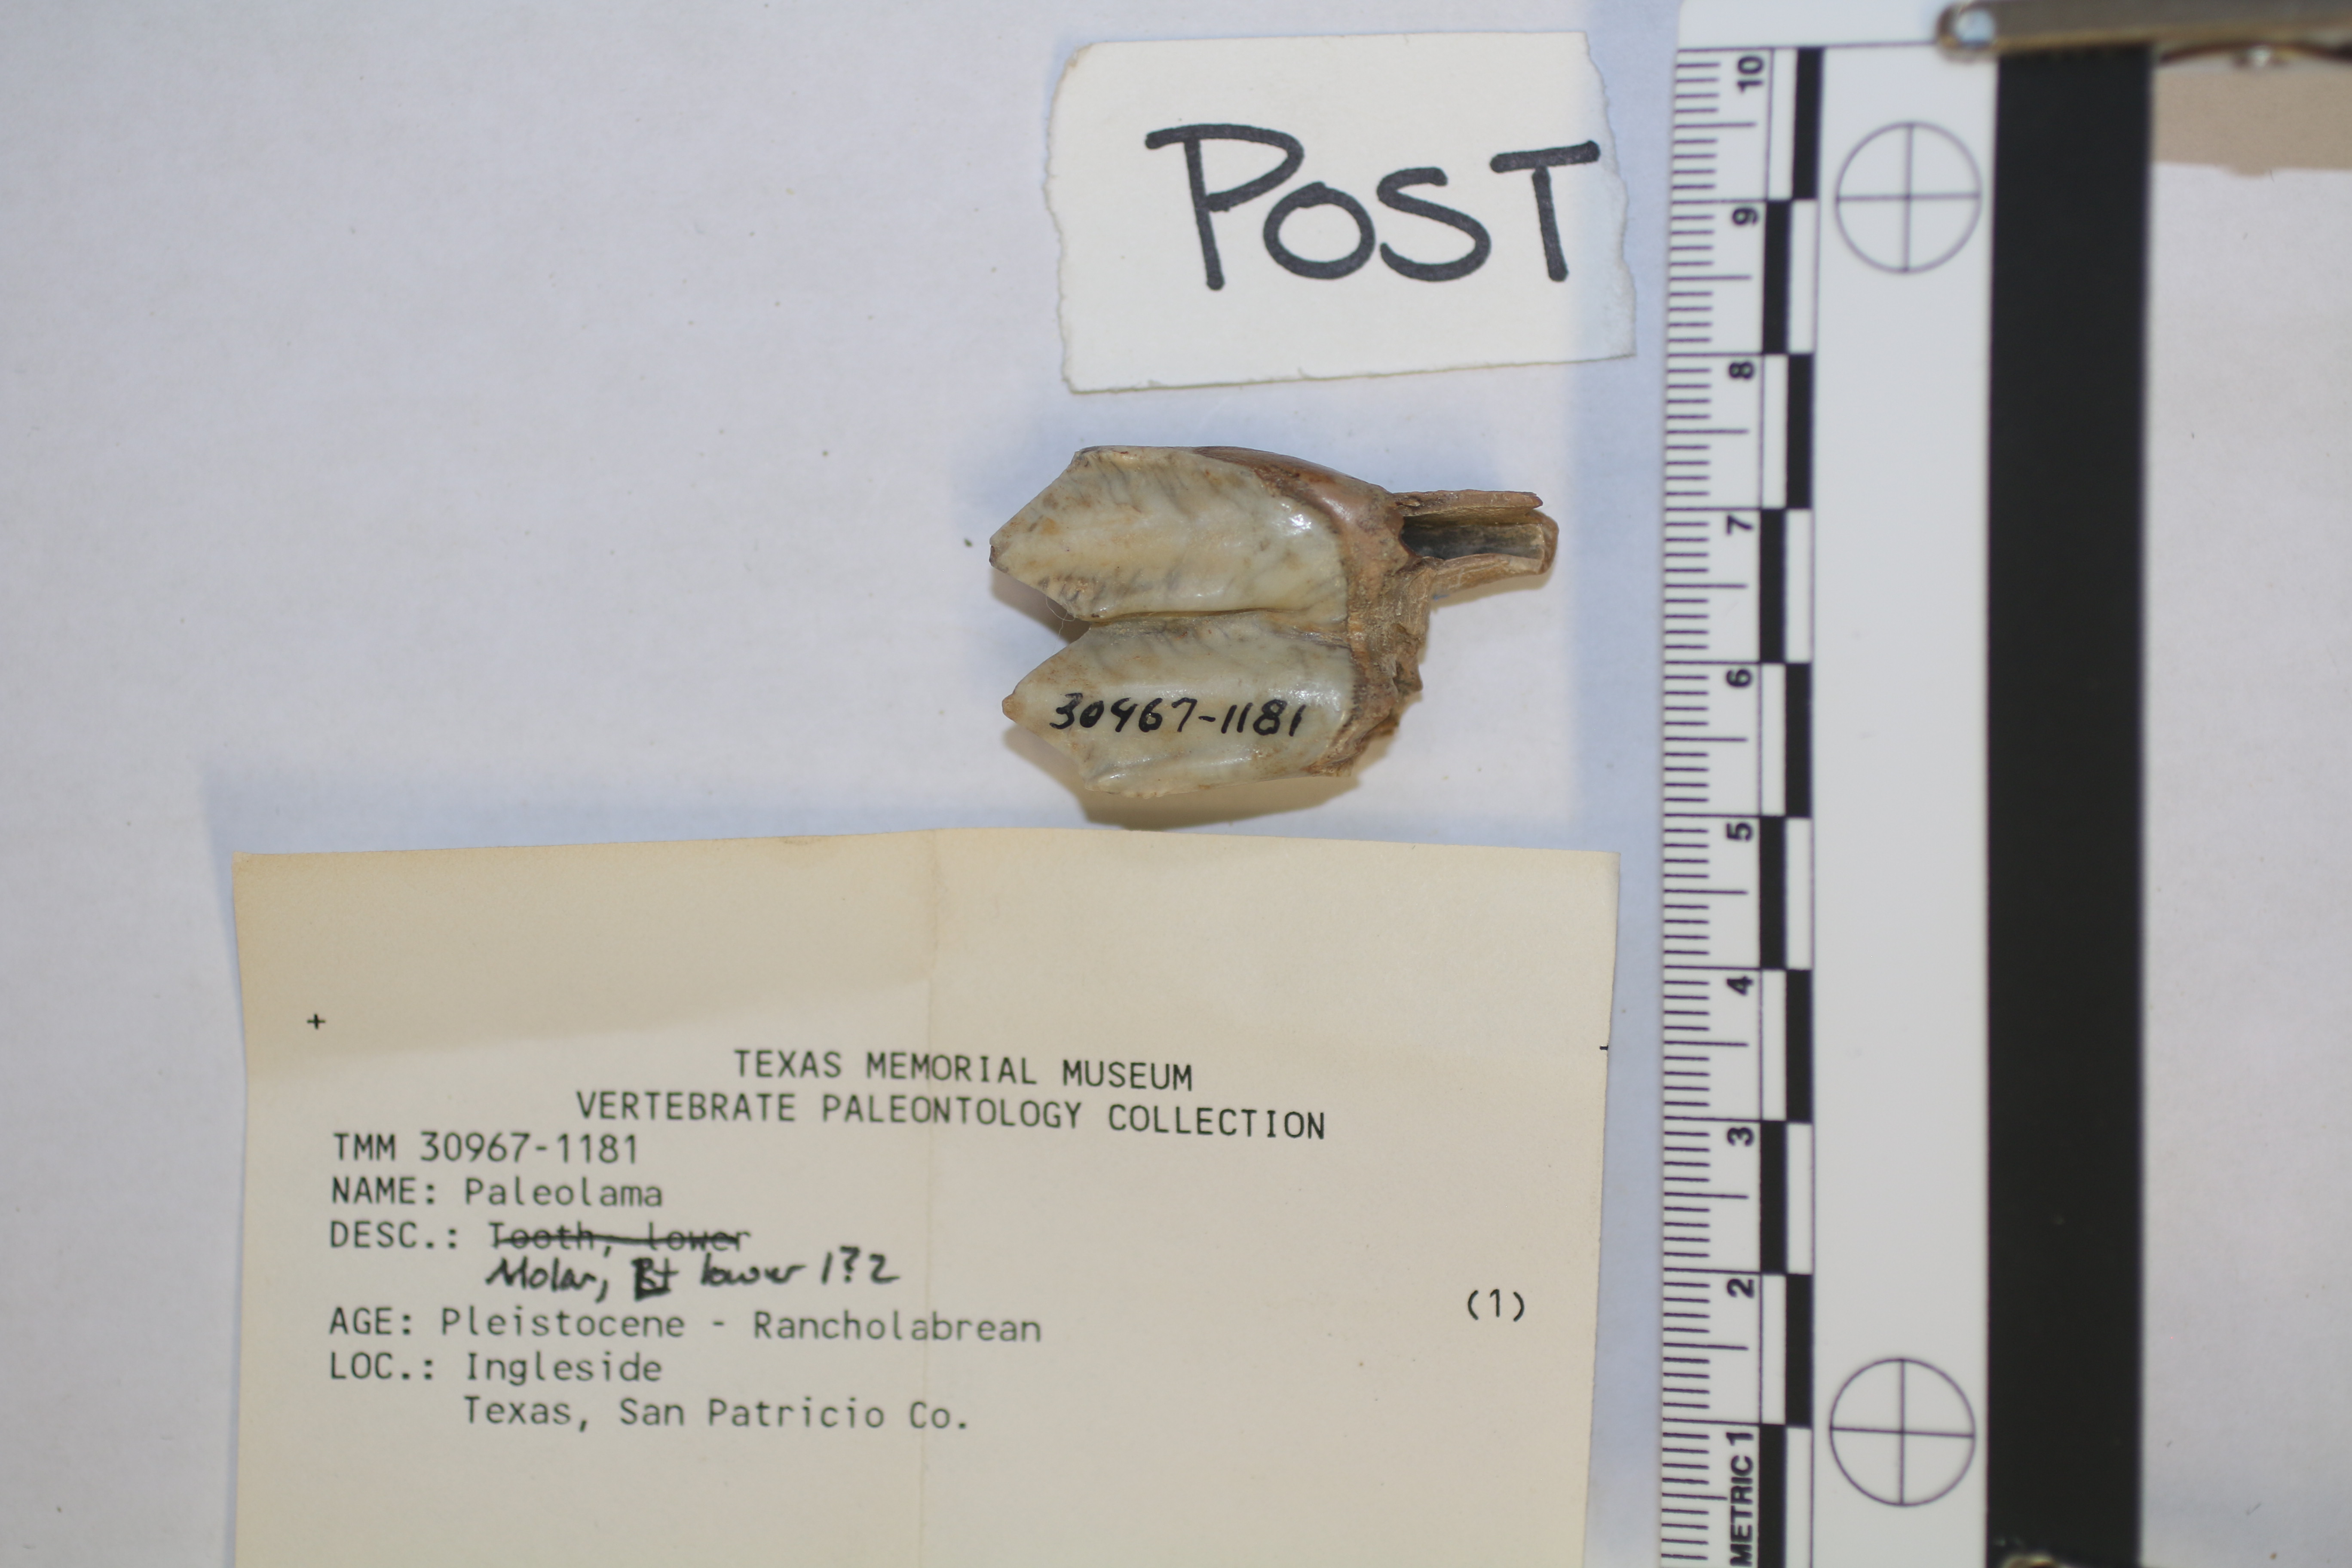 POST
30967-1181
TEXAS MEMORIAL MUSEUM
VERTEBRATE PALEONTOLOGY COLLECTION
TMM 30967-1181
NAME: Paleolama
DESC.: Tooth, lower
Molar, Rt lower 1?2
(1)
AGE: Pleistocene - Rancholabrean
LOC.: Ingleside
Texas, San Patricio Co.
10
9
8
7
6
5
4
3
2
METRIC 1